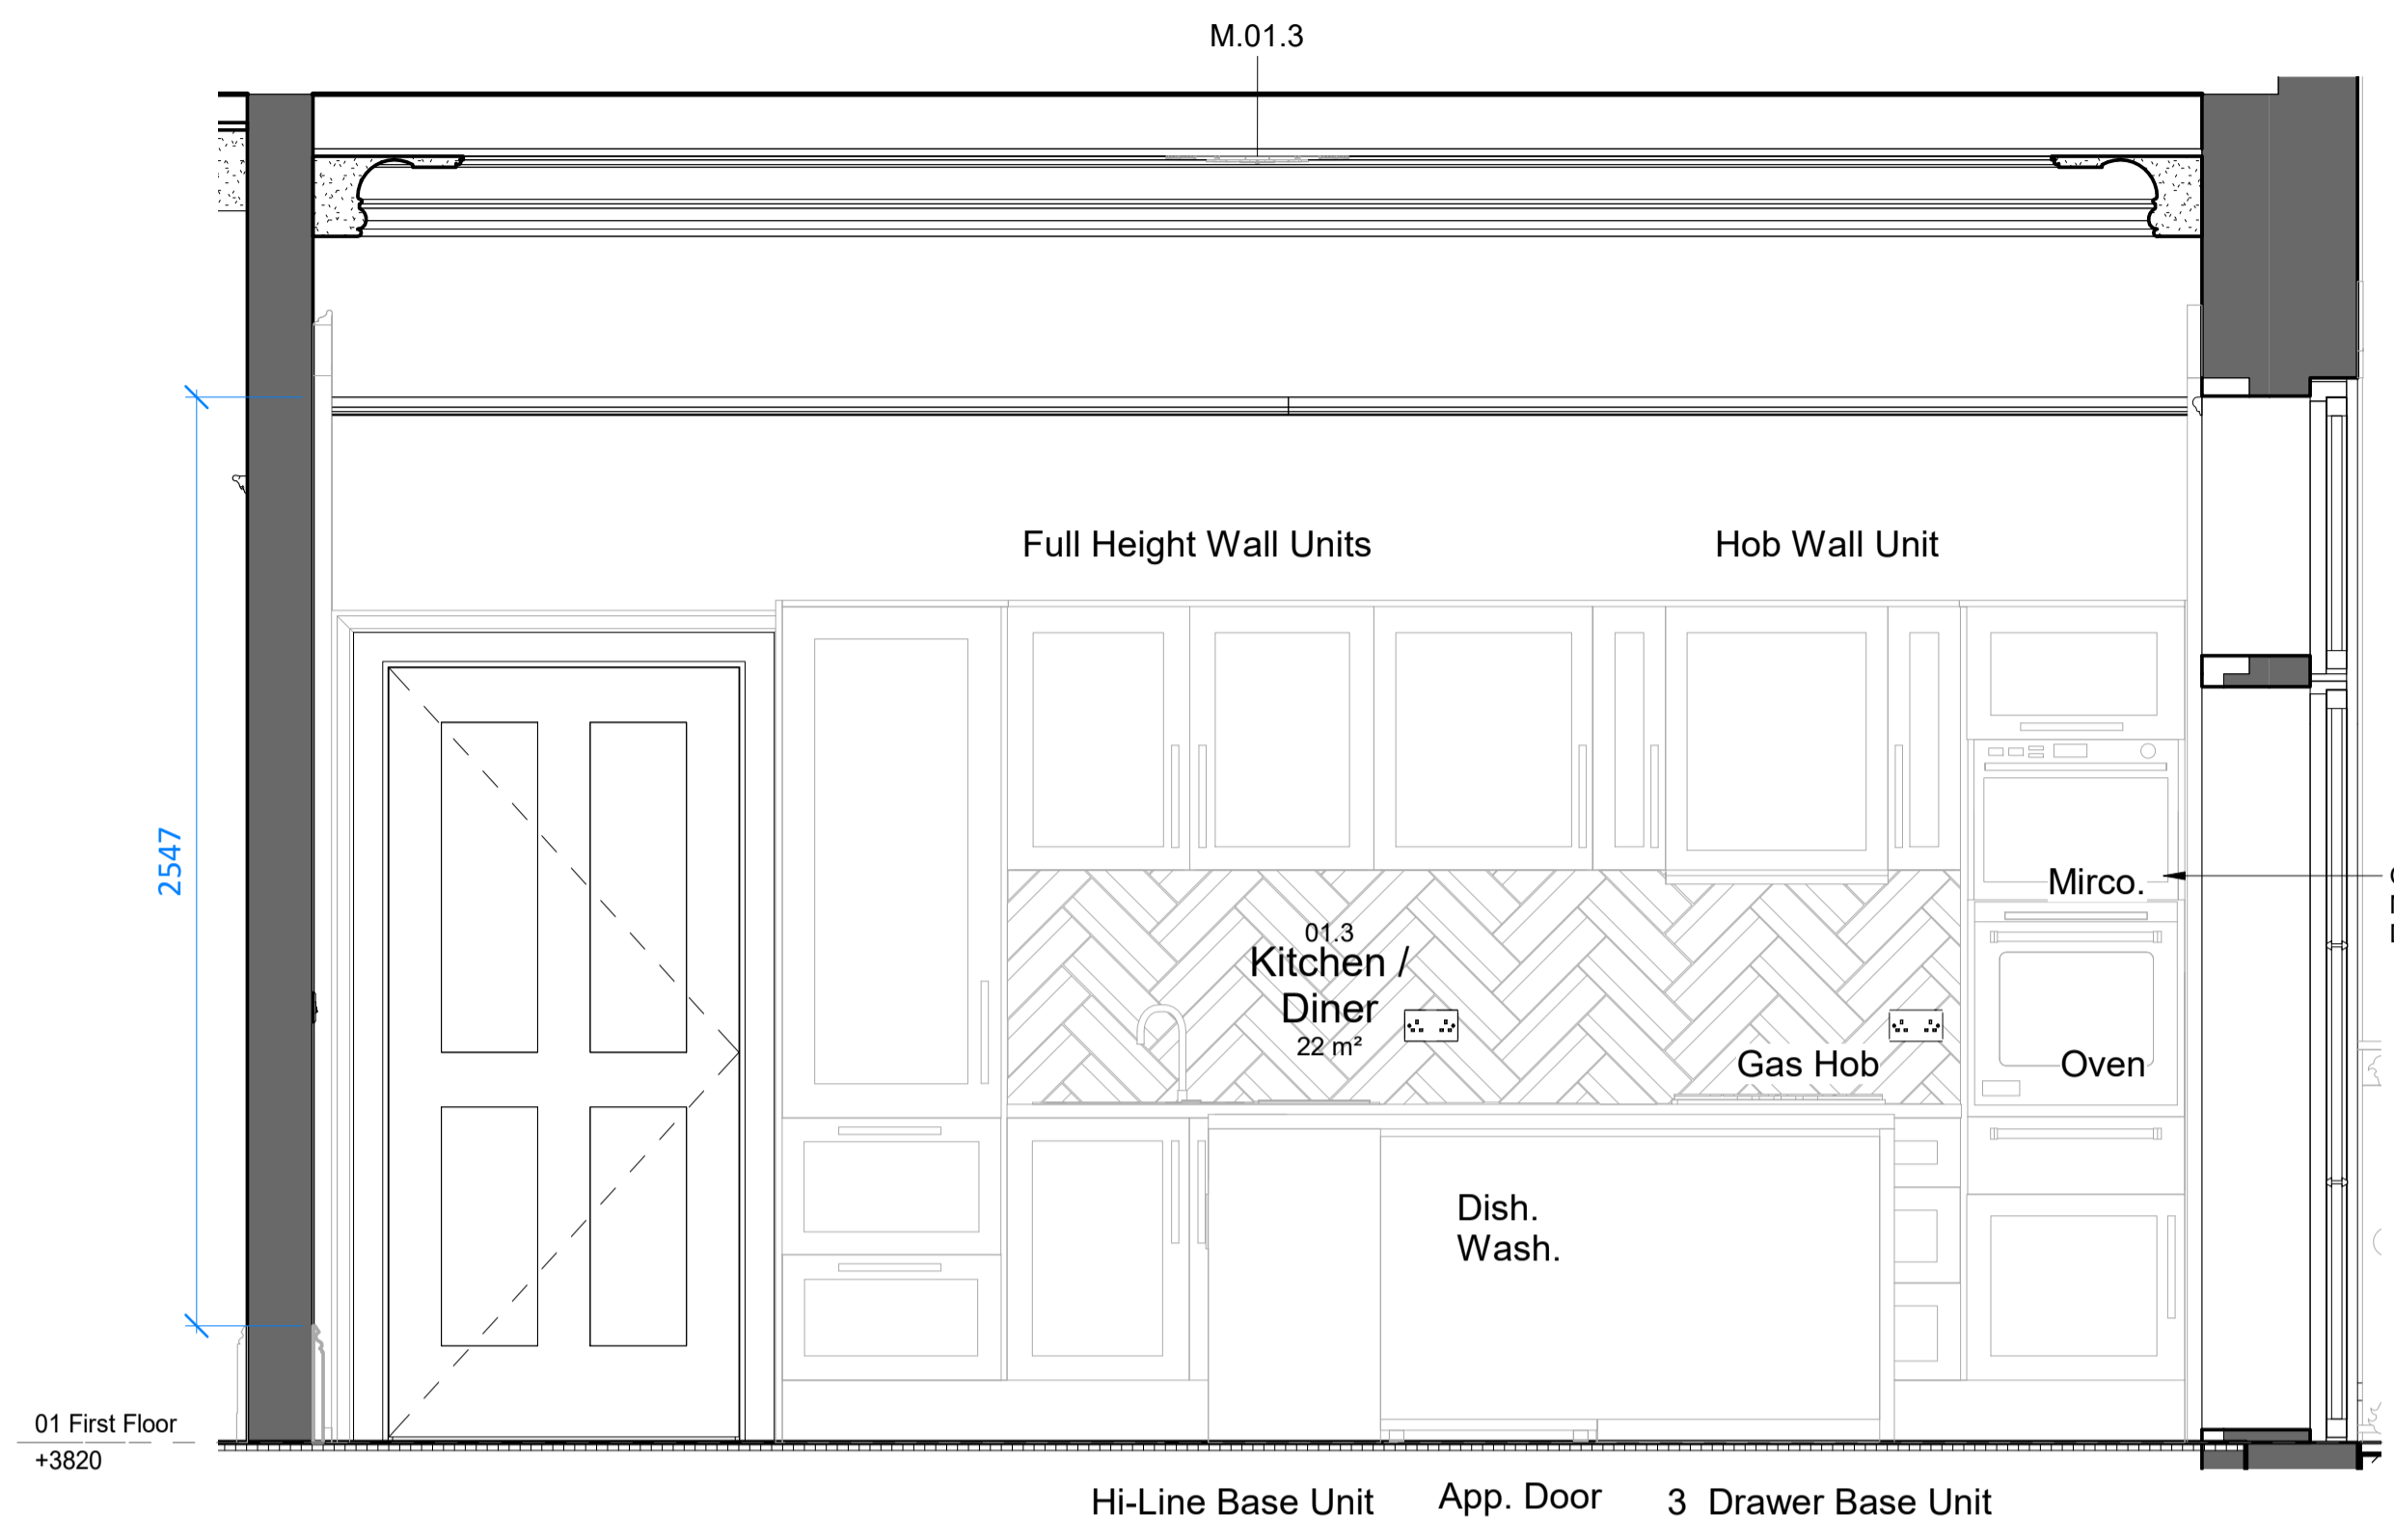 M.01.3
Full Height Wall Units
Hob Wall Unit
2547
Mirco.
01.3
Kitchen /
Diner
22 m²
Gas Hob
Oven
Dish.
Wash.
01 First Floor
+3820
Hi-Line Base Unit
App. Door
3 Drawer Base Unit